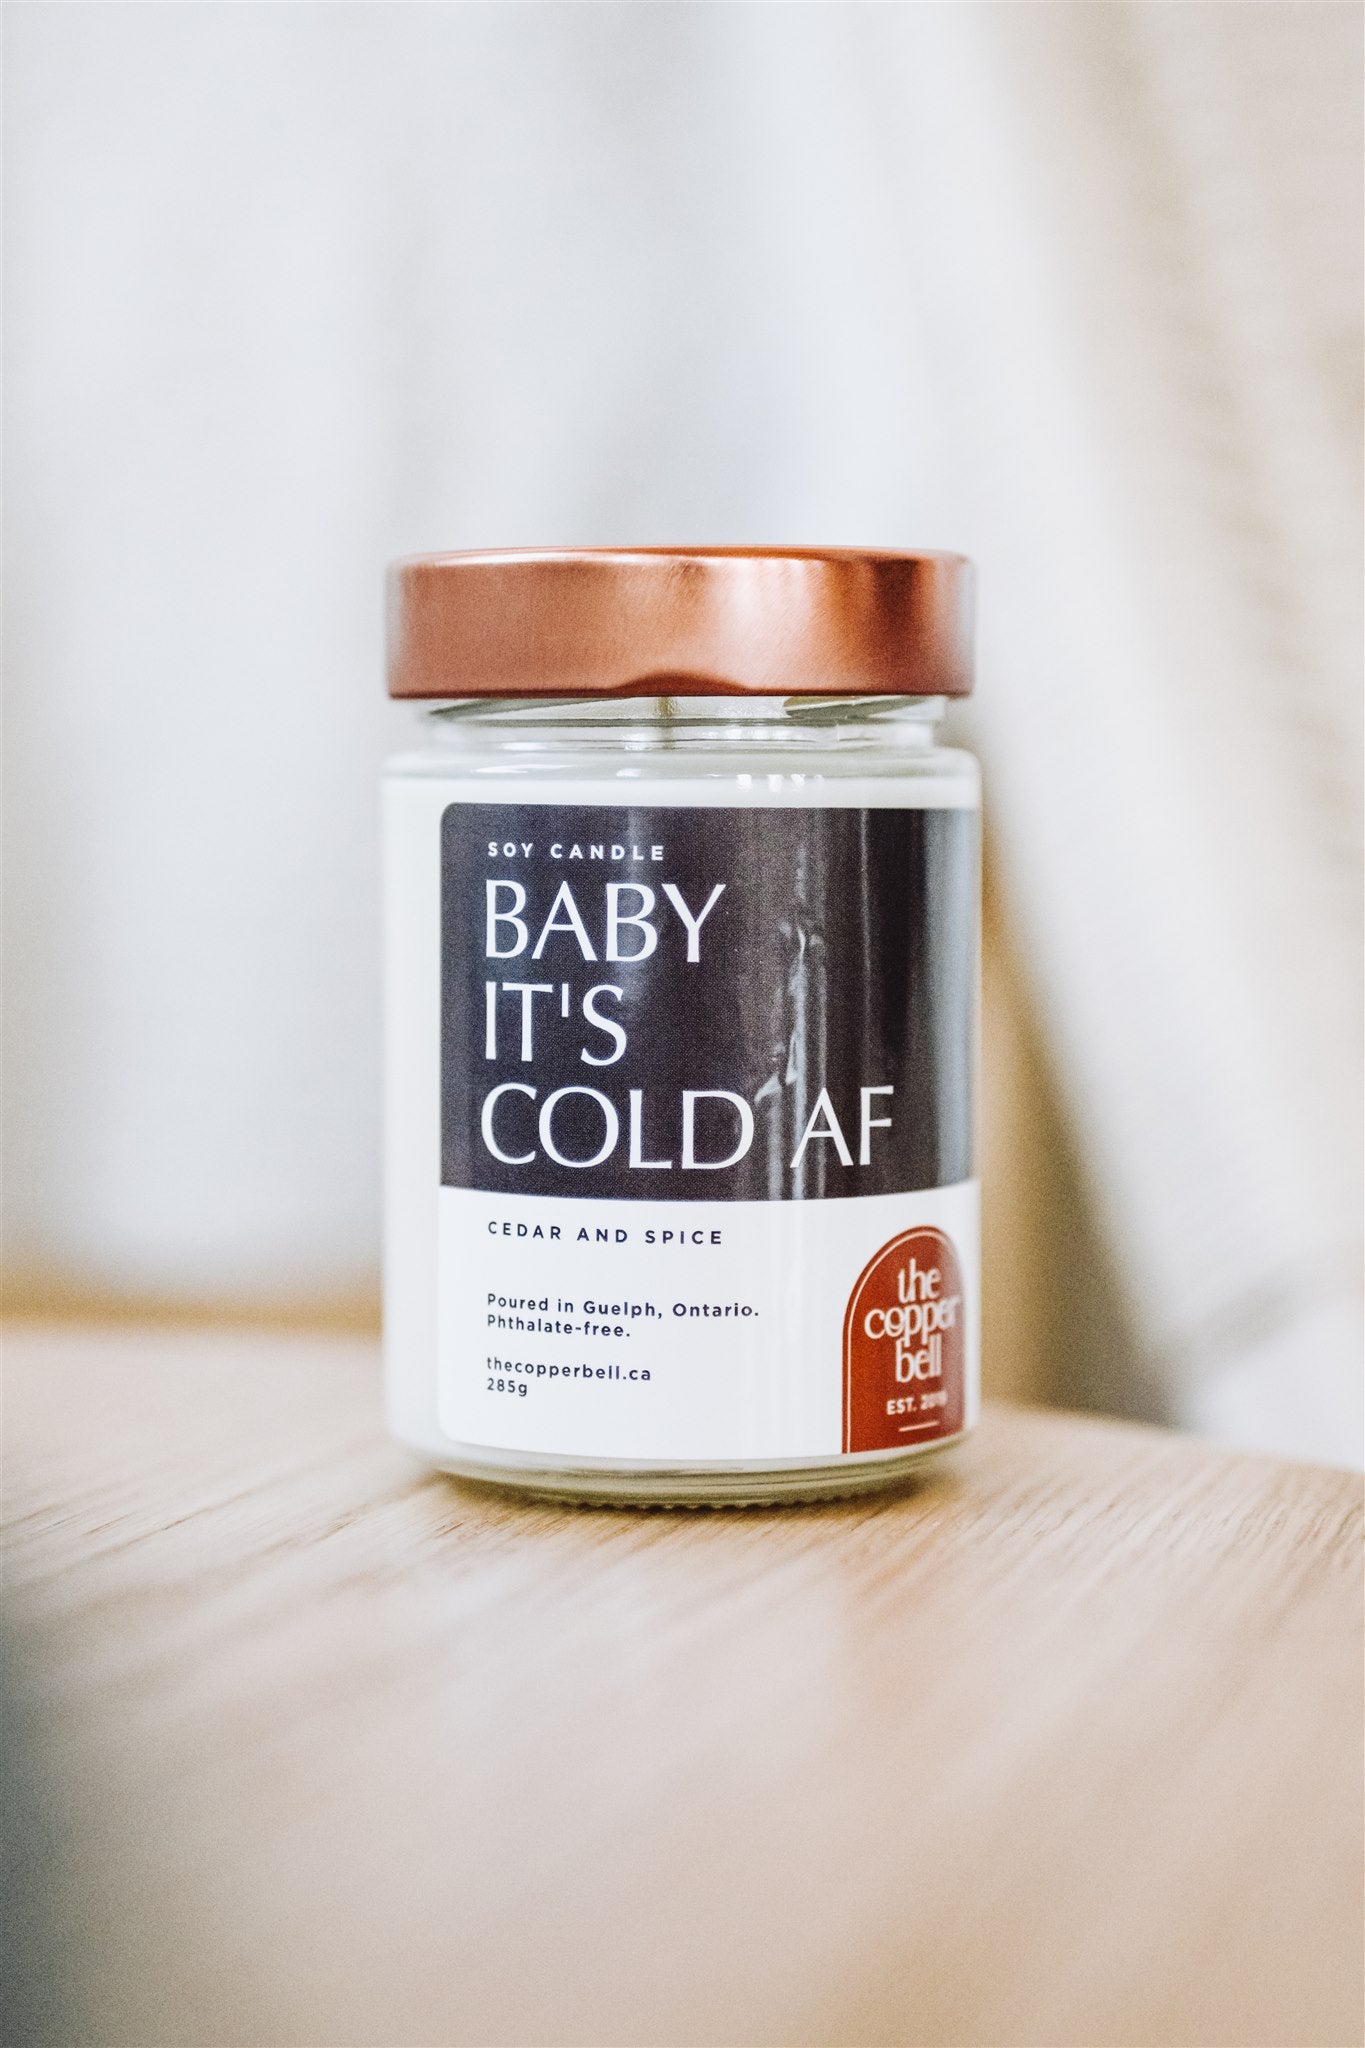 SOY CANDLE
BABY
IT'S
COLD AF
CEDAR AND SPICE
Poured in Guelph, Ontario.
Phthalate-free.
thecopperbell.ca
285g
the
copper
bell
EST.